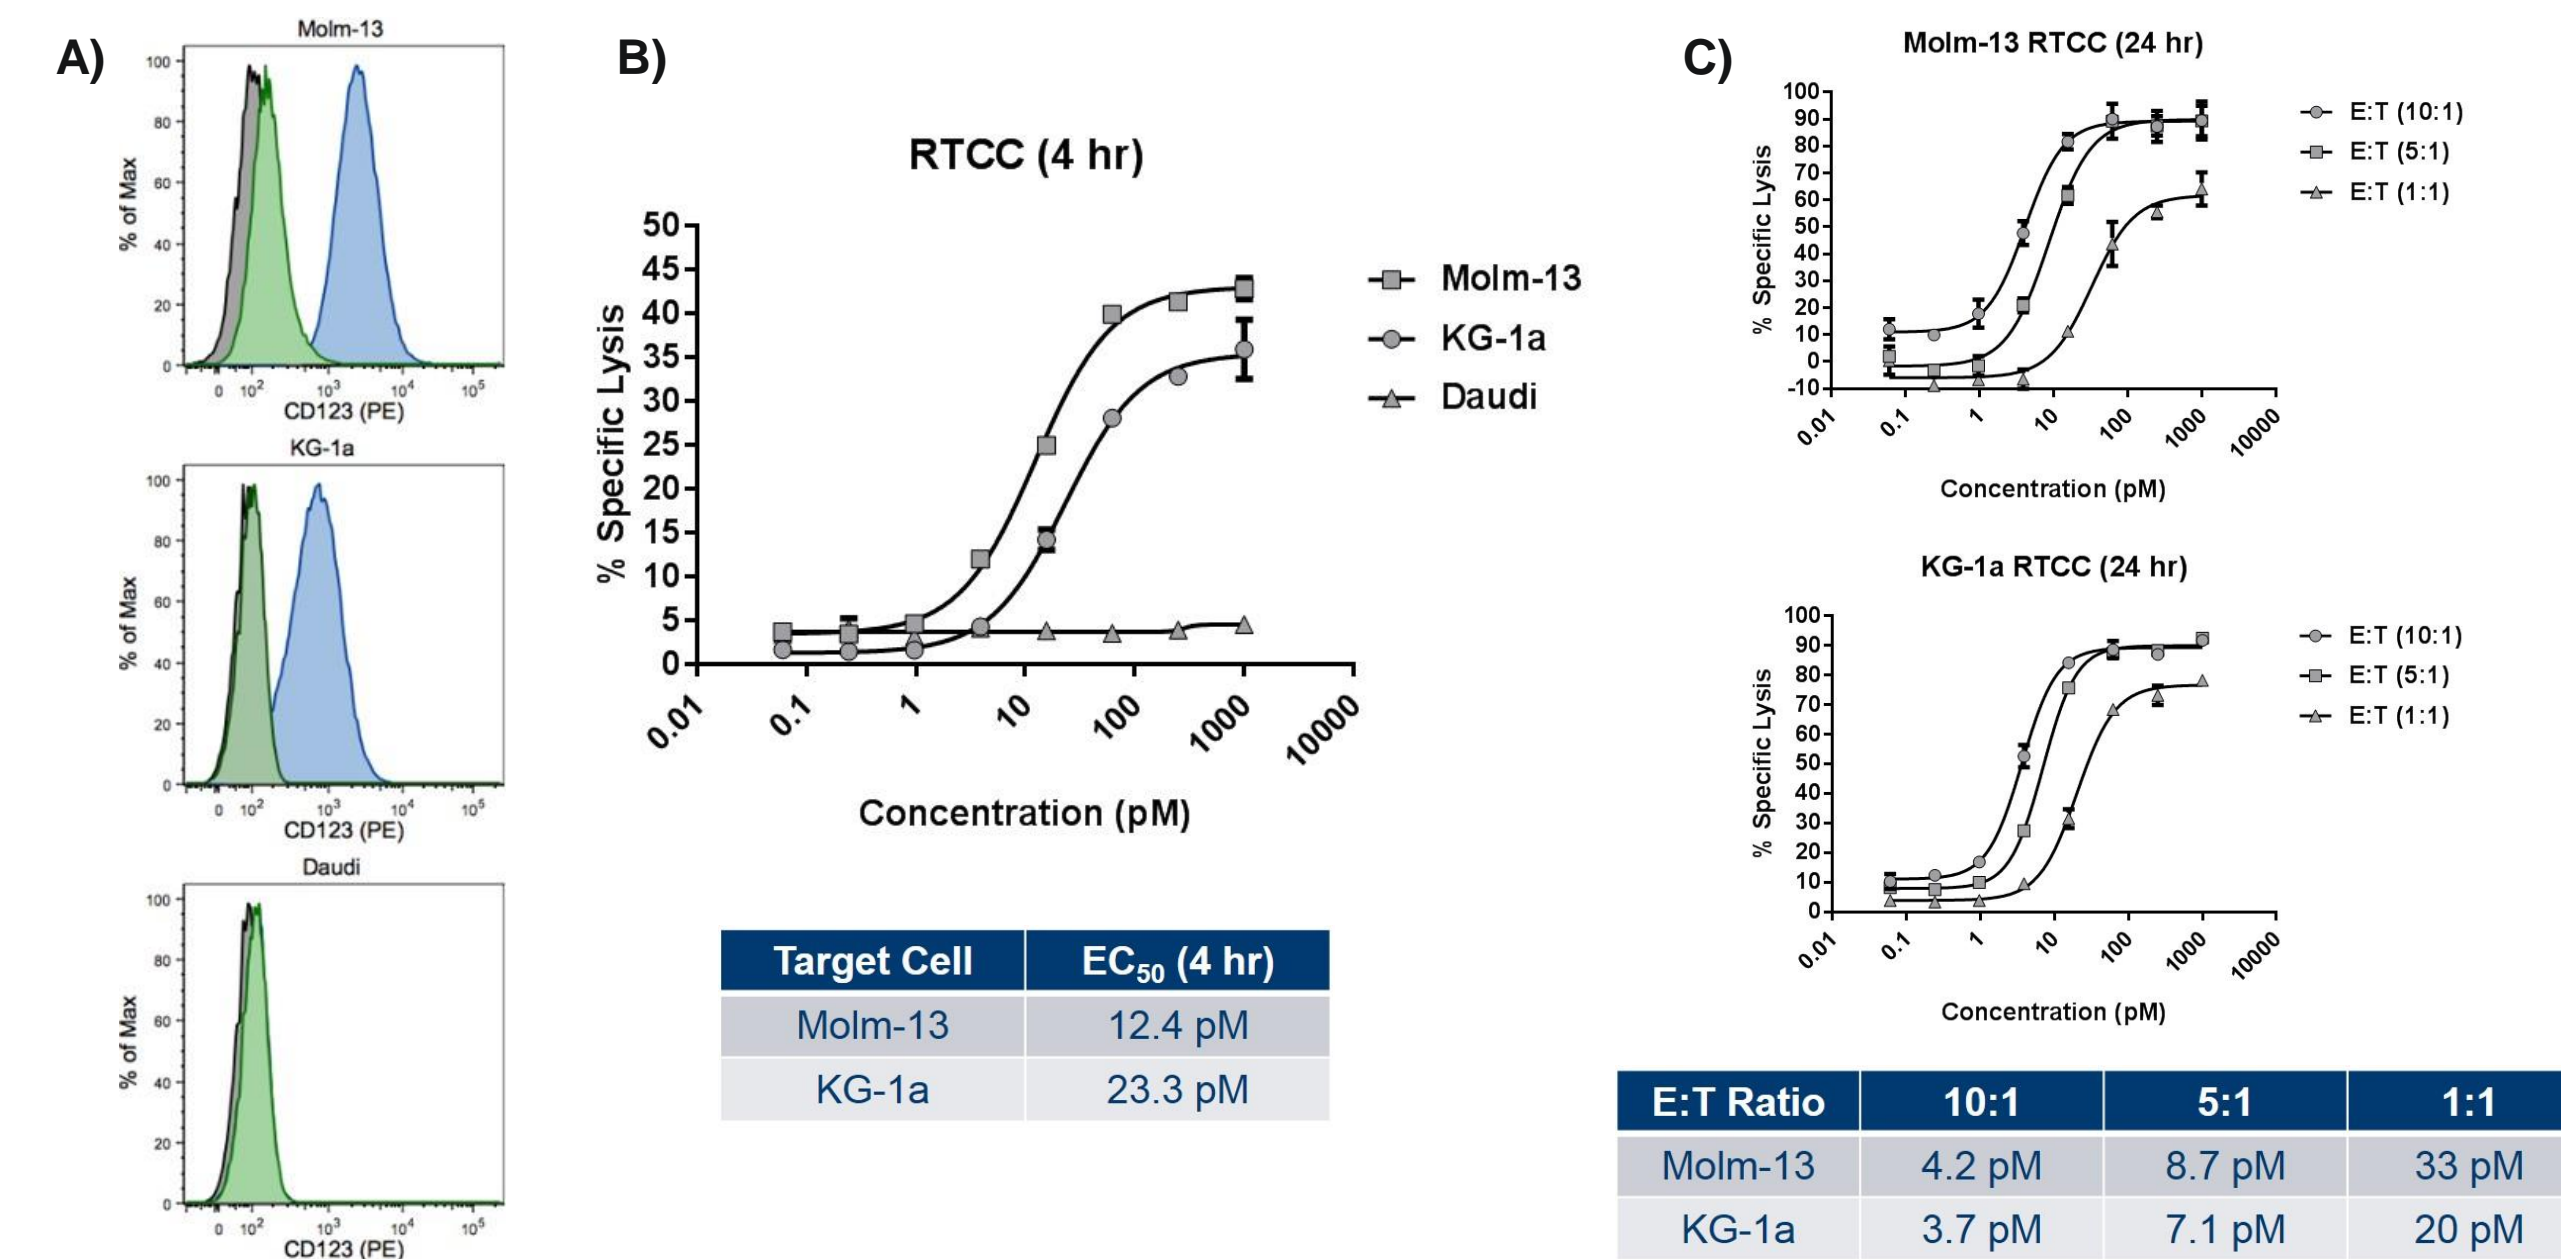 A)
Molm-13
% of Max
100
80
60
40
20
0
0 10² 10³ 10⁴ 10⁵
CD123 (PE)
KG-1a
% of Max
100
80
60
40
20
0
0 10² 10³ 10⁴ 10⁵
CD123 (PE)
Daudi
% of Max
100
80
60
40
20
0
0 10² 10³ 10⁴ 10⁵
CD123 (PE)
B)
RTCC (4 hr)
% Specific Lysis
50
45
40
35
30
25
20
15
10
5
0
0.01 0.1 1 10 100 1000 10000
Concentration (pM)
Molm-13
KG-1a
Daudi
Target Cell EC₅₀ (4 hr)
Molm-13 12.4 pM
KG-1a 23.3 pM
C)
Molm-13 RTCC (24 hr)
% Specific Lysis
100
90
80
70
60
50
40
30
20
10
0
-10
0.01 0.1 1 10 100 1000 10000
Concentration (pM)
E:T (10:1)
E:T (5:1)
E:T (1:1)
KG-1a RTCC (24 hr)
% Specific Lysis
100
90
80
70
60
50
40
30
20
10
0
0.01 0.1 1 10 100 1000 10000
Concentration (pM)
E:T (10:1)
E:T (5:1)
E:T (1:1)
E:T Ratio 10:1 5:1 1:1
Molm-13 4.2 pM 8.7 pM 33 pM
KG-1a 3.7 pM 7.1 pM 20 pM